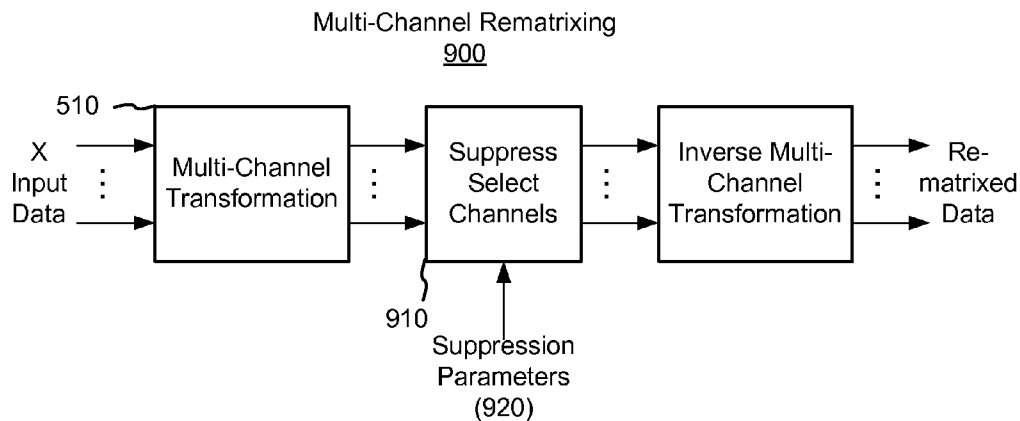 Multi-Channel Rematrixing
900
510
X
Input
Data
Multi-Channel
Transformation
Suppress
Select
Channels
Inverse Multi-
Channel
Transformation
Re-
matrixed
Data
910
Suppression
Parameters
(920)